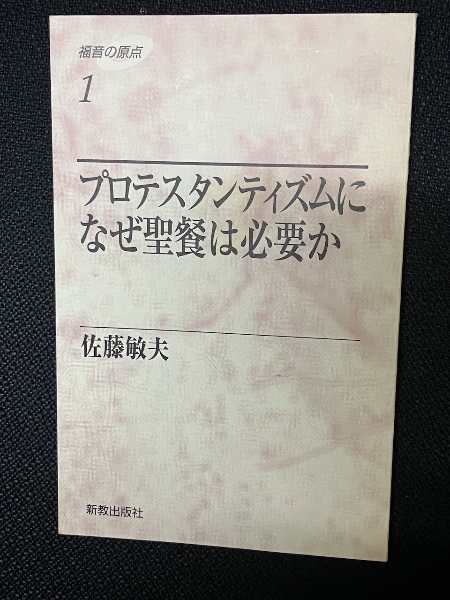 福音の原点
1
プロテスタンティズムに
なぜ聖餐は必要か
佐藤敏夫
新教出版社